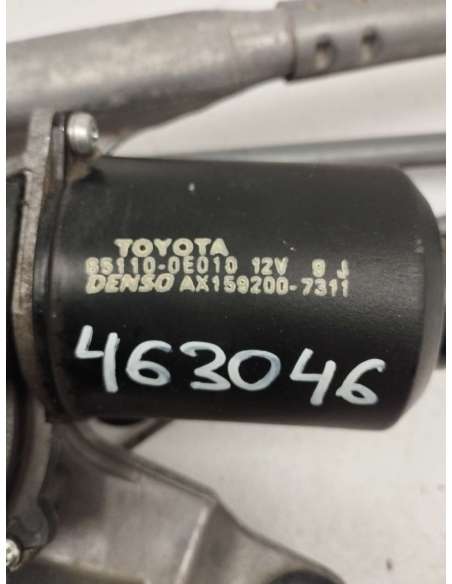 TOYOTA
85110-0E010 12V 9 J
DENSO AX159200-7311
463046